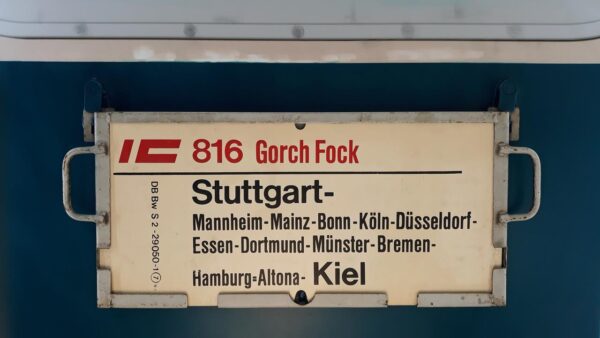 IC 816 Gorch Fock
Stuttgart-
Mannheim-Mainz-Bonn-Köln-Düsseldorf-
Essen-Dortmund-Münster-Bremen-
Hamburg=Altona- Kiel
DB Bw S 2 -29050-1 (7)